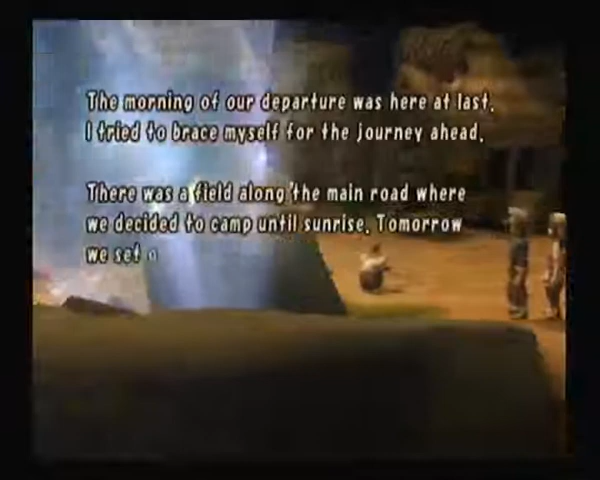 The morning of our departure was here at last.
I tried to brace myself for the journey ahead.
There was a field along the main road where
we decided to camp until sunrise. Tomorrow
we set o